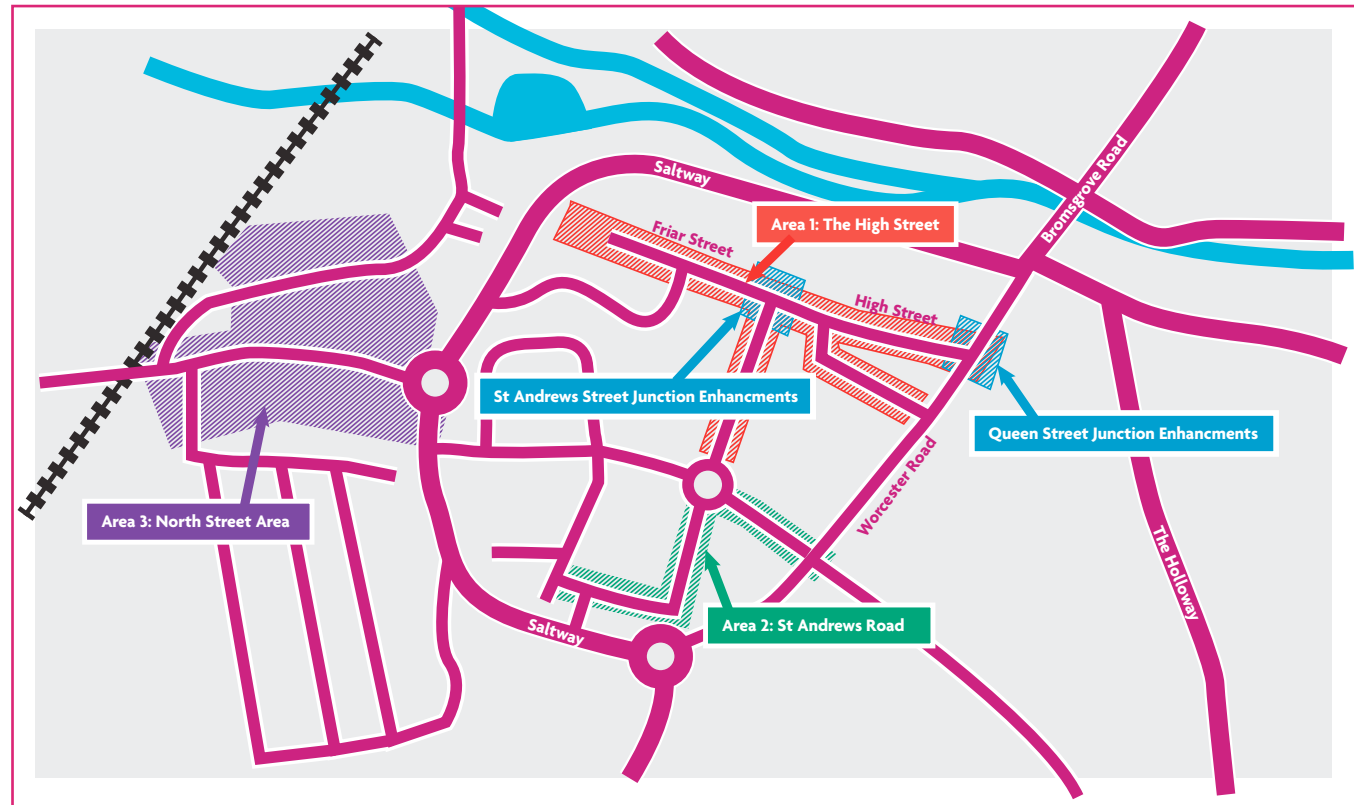 Saltway
Bromsgrove Road
Area 1: The High Street
Friar Street
High Street
St Andrews Street Junction Enhancments
Queen Street Junction Enhancments
Worcester Road
Area 3: North Street Area
The Holloway
Area 2: St Andrews Road
Saltway